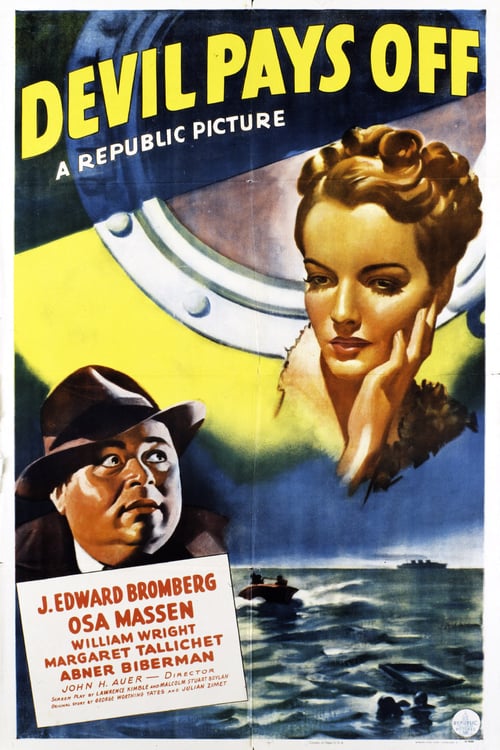 DEVIL PAYS OFF
A REPUBLIC PICTURE
J. EDWARD BROMBERG
OSA MASSEN
WILLIAM WRIGHT
MARGARET TALLICHET
ABNER BIBERMAN
JOHN H. AUER — DIRECTOR
SCREEN PLAY BY LAWRENCE KIMBLE AND MALCOLM STUART BOYLAN
ORIGINAL STORY BY GEORGE WORTHING YATES AND JULIAN ZIMET
A REPUBLIC